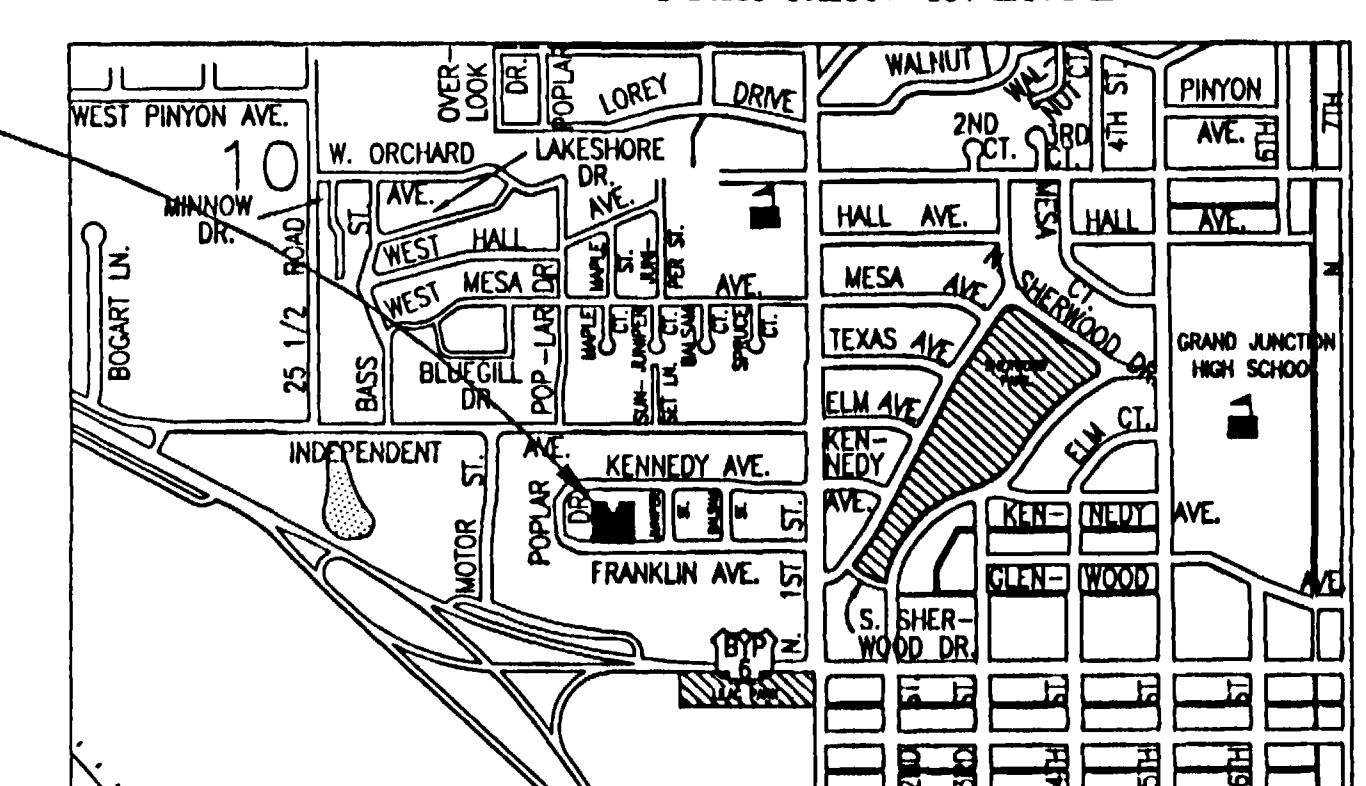 WALNUT
WAL-
NUT CT.
OVER-
LOOK
DR.
POPLAR
LOREY
DRIVE
4TH ST.
PINYON
AVE.
6TH
7TH
WEST PINYON AVE.
2ND
CT.
3RD
CT.
10
W. ORCHARD
AVE.
LAKESHORE
DR.
AVE.
MINNOW
DR.
ST.
HALL AVE.
MESA
HALL
AVE.
25 1/2 ROAD
WEST HALL
MAPLE
ST.
JUNI-
PER ST.
N
BOGART LN.
WEST MESA DR
AVE.
MESA AVE.
N.
CT.
SHERWOOD DR.
MAPLE
CT.
JUNIPER
CT.
BALSAM
CT.
SPRUCE
CT.
TEXAS AVE.
GRAND JUNCTION
HIGH SCHOOL
BASS
BLUEGILL
DR.
POP-LAR
SUN-
SET LN.
ELM AVE
ELM CT.
INDEPENDENT
AVE.
KENNEDY AVE.
KEN-
NEDY
AVE.
MOTOR ST.
POPLAR
DR.
ST.
BALSAM
ST.
KEN-
NEDY
AVE.
FRANKLIN AVE.
N. 1ST ST.
GLEN-
WOOD
AVE.
S. SHER-
WOOD DR.
BYP
6
LILAC PARK
2ND ST.
3RD ST.
4TH ST.
5TH ST.
6TH ST.